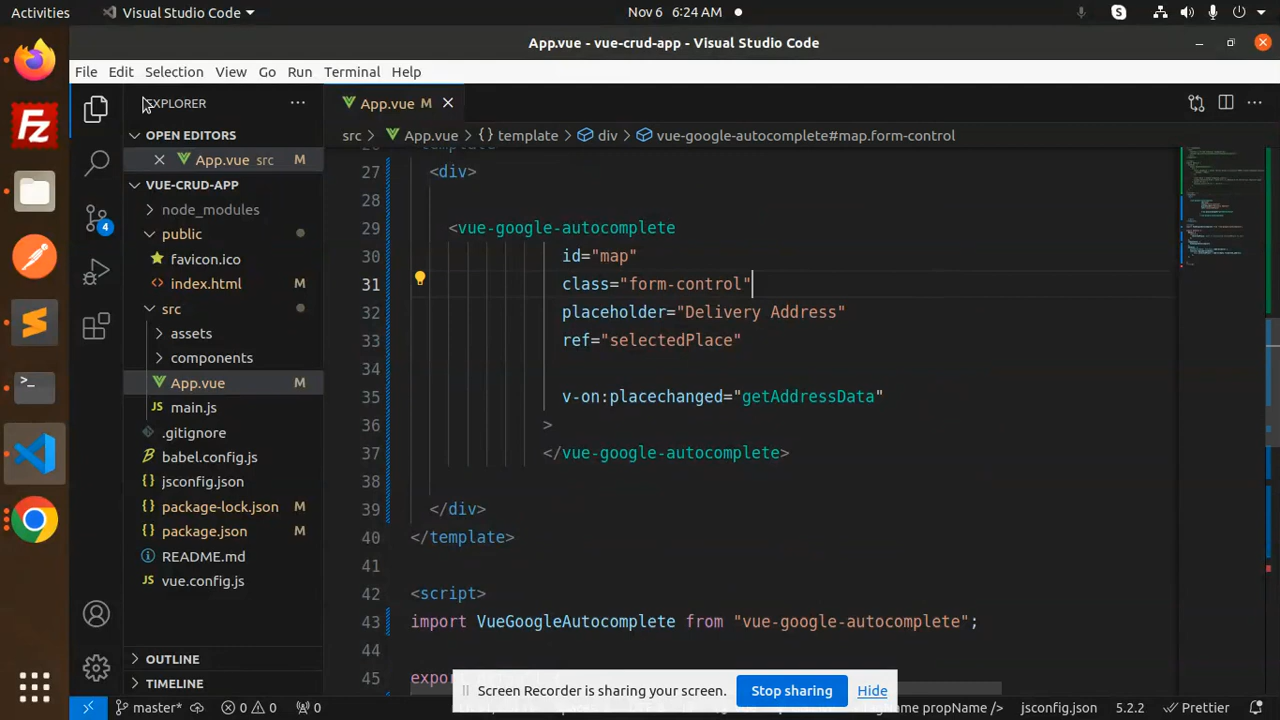 Activities
Visual Studio Code
Nov 6 6:24 AM
App.vue - vue-crud-app - Visual Studio Code
File Edit Selection View Go Run Terminal Help
EXPLORER
App.vue M
OPEN EDITORS
src > App.vue > {} template > div > vue-google-autocomplete#map.form-control
App.vue src M
VUE-CRUD-APP
node_modules
public
favicon.ico
index.html
src
assets
components
App.vue M
main.js
.gitignore
babel.config.js
jsconfig.json
package-lock.json M
package.json M
README.md
vue.config.js
OUTLINE
TIMELINE
4
27 <div>
28
29 <vue-google-autocomplete
30 id="map"
31 class="form-control"
32 placeholder="Delivery Address"
33 ref="selectedPlace"
34
35 v-on:placechanged="getAddressData"
36 >
37 </vue-google-autocomplete>
38
39 </div>
40 </template>
41
42 <script>
43 import VueGoogleAutocomplete from "vue-google-autocomplete";
44
45
Screen Recorder is sharing your screen.
Stop sharing
Hide
master*
0 0
0
propName />
jsconfig.json
5.2.2
Prettier